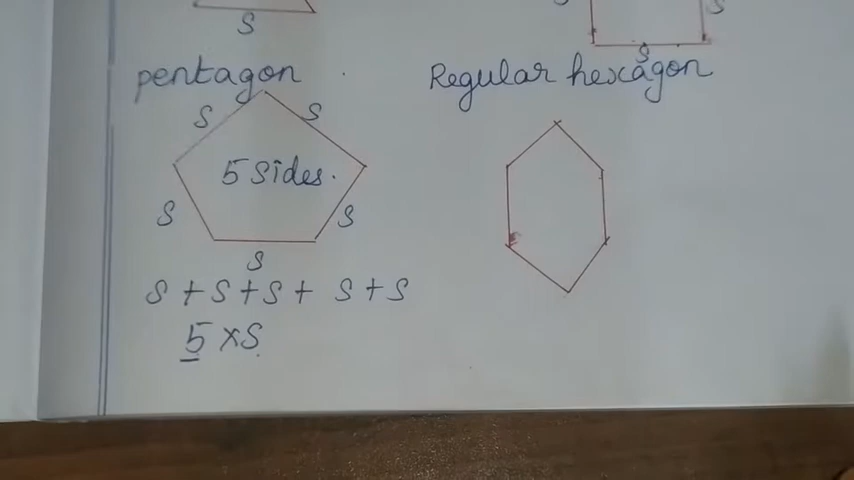 S
S
S
pentagon
Regular hexagon
S S
5 sides.
S S
S
S + S + S + S + S
5 × S